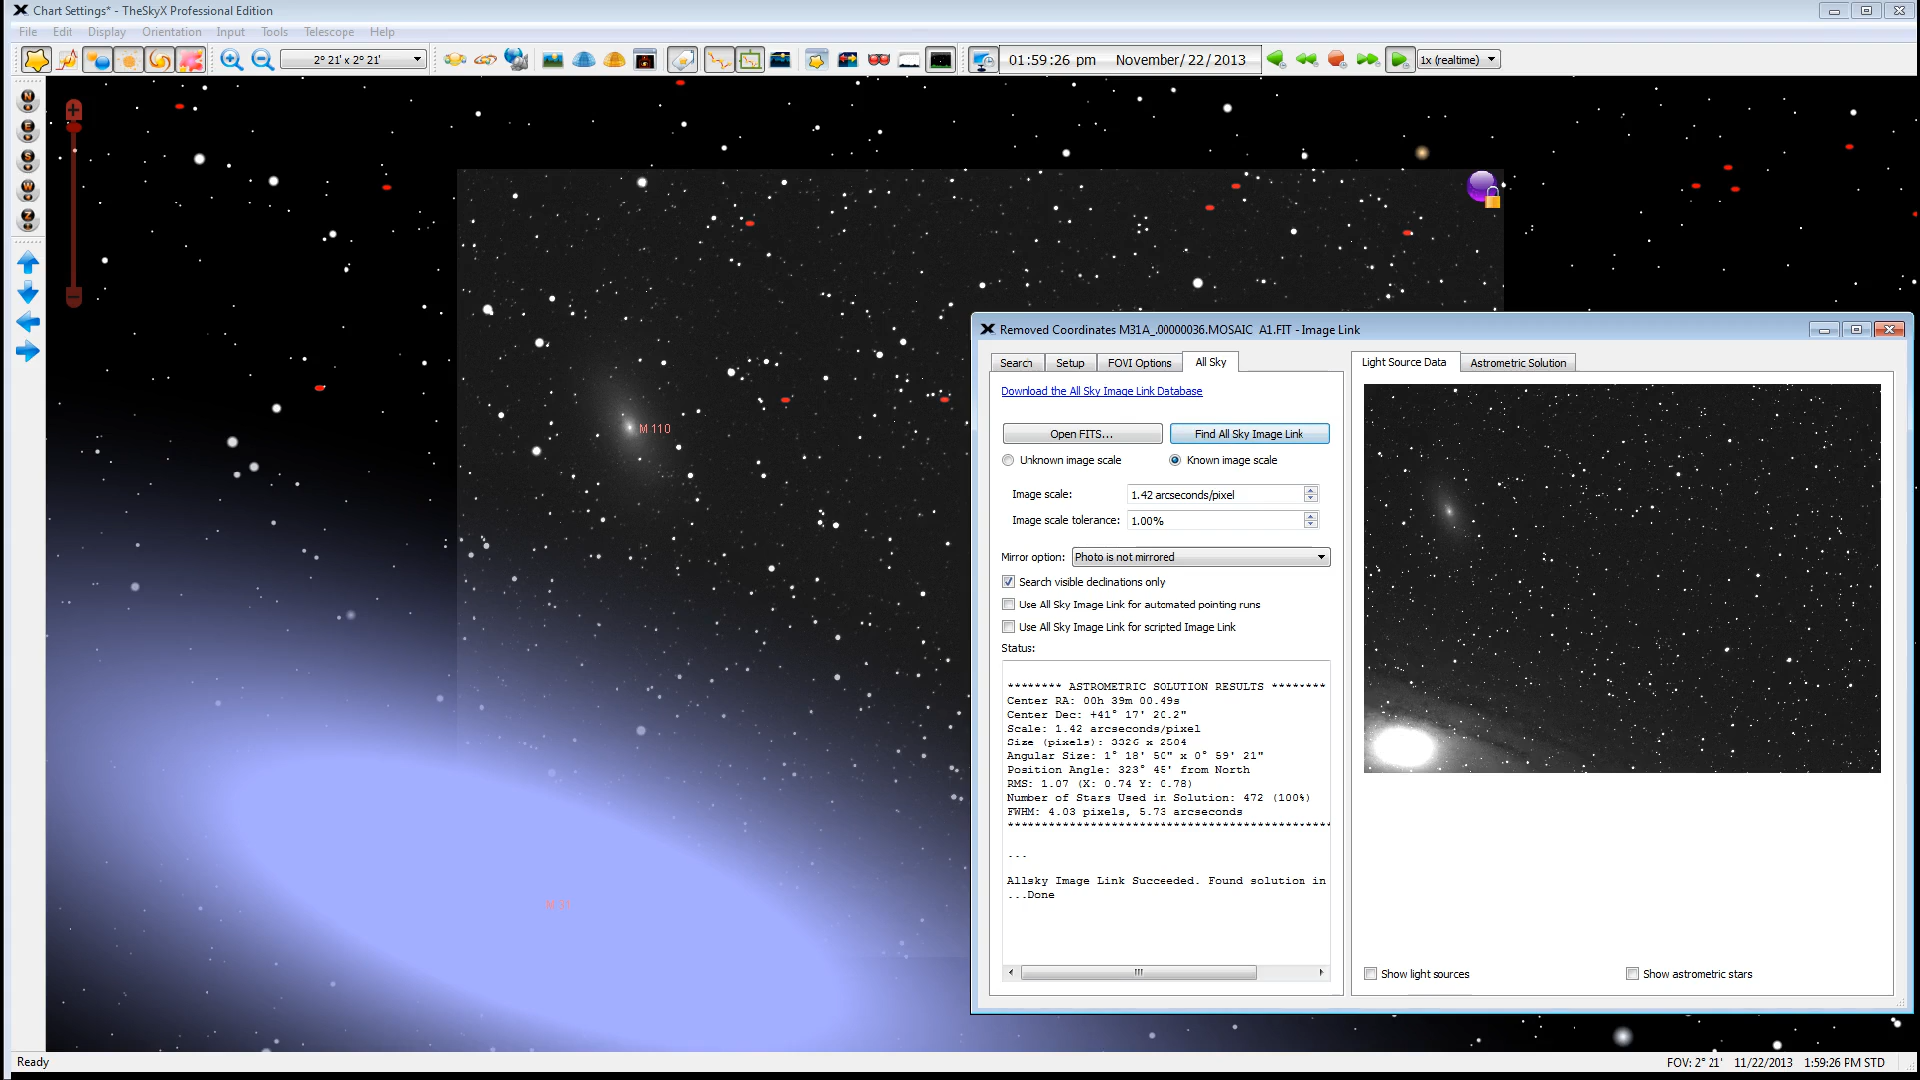 Chart Settings* - TheSkyX Professional Edition
File Edit Display Orientation Input Tools Telescope Help
2° 21' x 2° 21'
01:59:26 pm November/ 22/ 2013
1x (realtime)
N
E
S
W
Z
M 110
M 31
Removed Coordinates M31A_.00000036.MOSAIC A1.FIT - Image Link
Search Setup FOVI Options All Sky
Light Source Data Astrometric Solution
Download the All Sky Image Link Database
Open FITS... Find All Sky Image Link
Unknown image scale Known image scale
Image scale: 1.42 arcseconds/pixel
Image scale tolerance: 1.00%
Mirror option: Photo is not mirrored
Search visible declinations only
Use All Sky Image Link for automated pointing runs
Use All Sky Image Link for scripted Image Link
Status:
******** ASTROMETRIC SOLUTION RESULTS ********
Center RA: 00h 39m 00.49s
Center Dec: +41° 17' 20.2"
Scale: 1.42 arcseconds/pixel
Size (pixels): 3326 x 2504
Angular Size: 1° 18' 50" x 0° 59' 21"
Position Angle: 323° 45' from North
RMS: 1.07 (X: 0.74 Y: 0.78)
Number of Stars Used in Solution: 472 (100%)
FWHM: 4.03 pixels, 5.73 arcseconds
***********************************************
...
Allsky Image Link Succeeded. Found solution in
...Done
Show light sources Show astrometric stars
Ready
FOV: 2° 21' 11/22/2013 1:59:26 PM STD